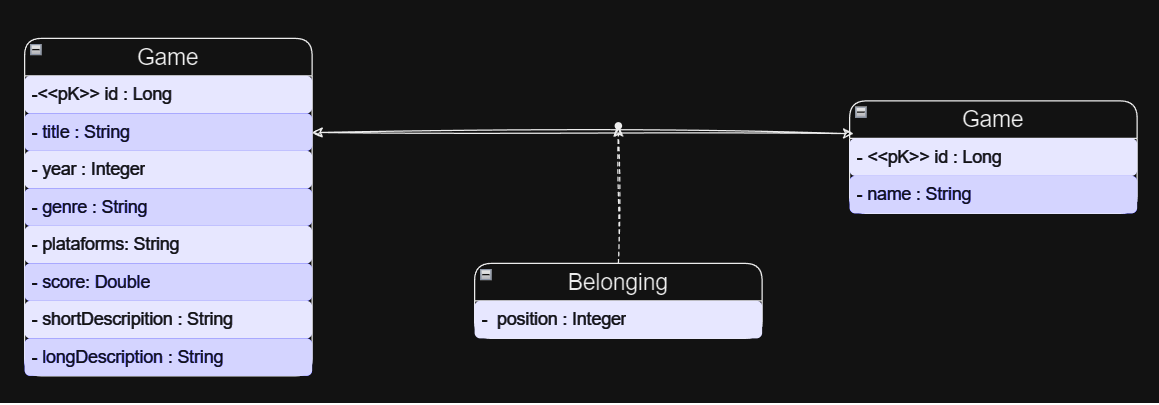 Game
-<<pK>> id : Long
- title : String
- year : Integer
- genre : String
- plataforms: String
- score: Double
- shortDescripition : String
- longDescription : String
Game
- <<pK>> id : Long
- name : String
Belonging
- position : Integer